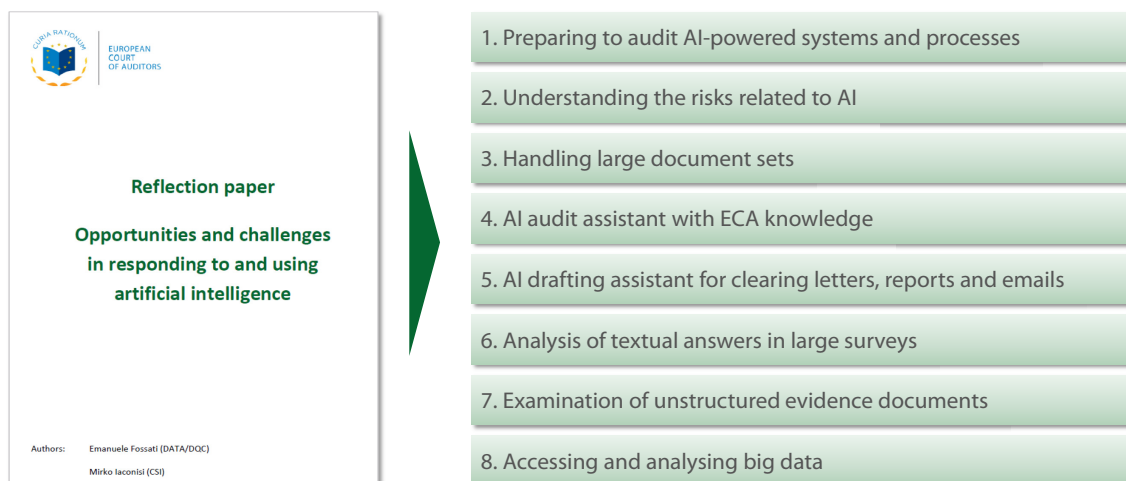 CURIA RATIONUM
EUROPEAN
COURT
OF AUDITORS
Reflection paper
Opportunities and challenges
in responding to and using
artificial intelligence
Authors: Emanuele Fossati (DATA/DQC)
Mirko Iaconisi (CSI)
1. Preparing to audit AI-powered systems and processes
2. Understanding the risks related to AI
3. Handling large document sets
4. AI audit assistant with ECA knowledge
5. AI drafting assistant for clearing letters, reports and emails
6. Analysis of textual answers in large surveys
7. Examination of unstructured evidence documents
8. Accessing and analysing big data